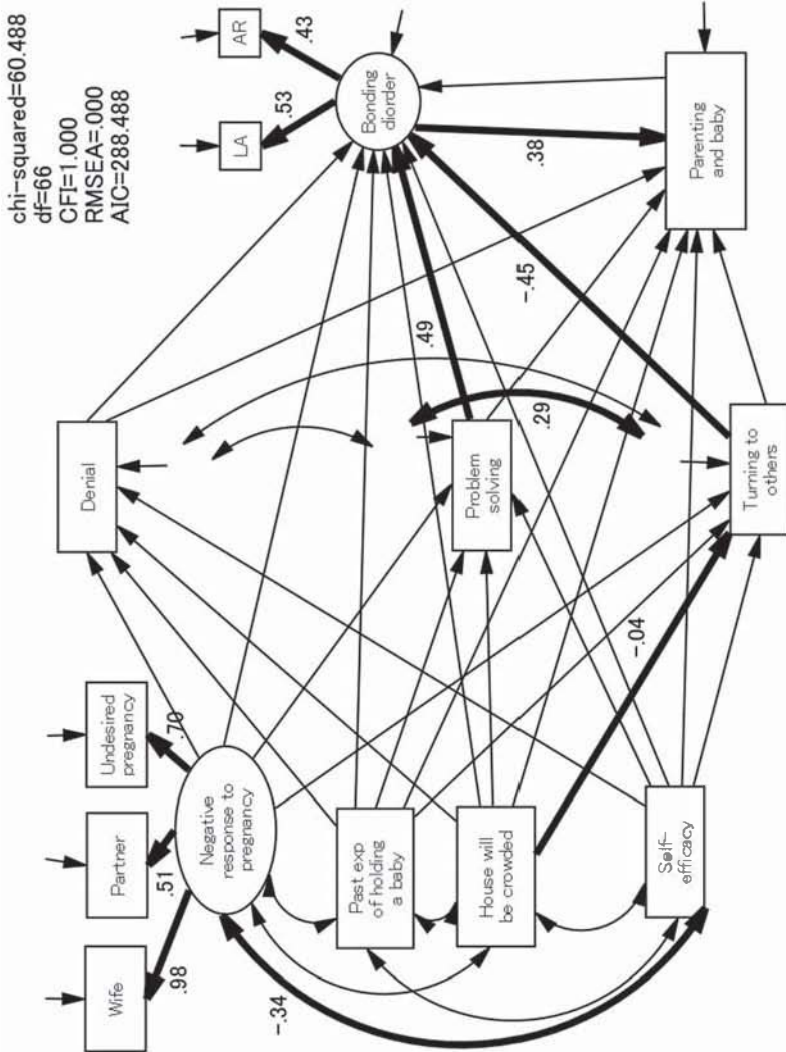 chi-squared=60.488
df=66
CFI=1.000
RMSEA=.000
AIC=288.488
Wife
Partner
Undesired
pregnancy
.98
.51
.70
Negative
response to
pregnancy
-.34
Past exp
of holding
a baby
House will
be crowded
Self-
efficacy
Denial
Problem
solving
Turning to
others
-.04
.29
.49
-.45
LA
AR
.53
.43
Bonding
diorder
.38
Parenting
and baby